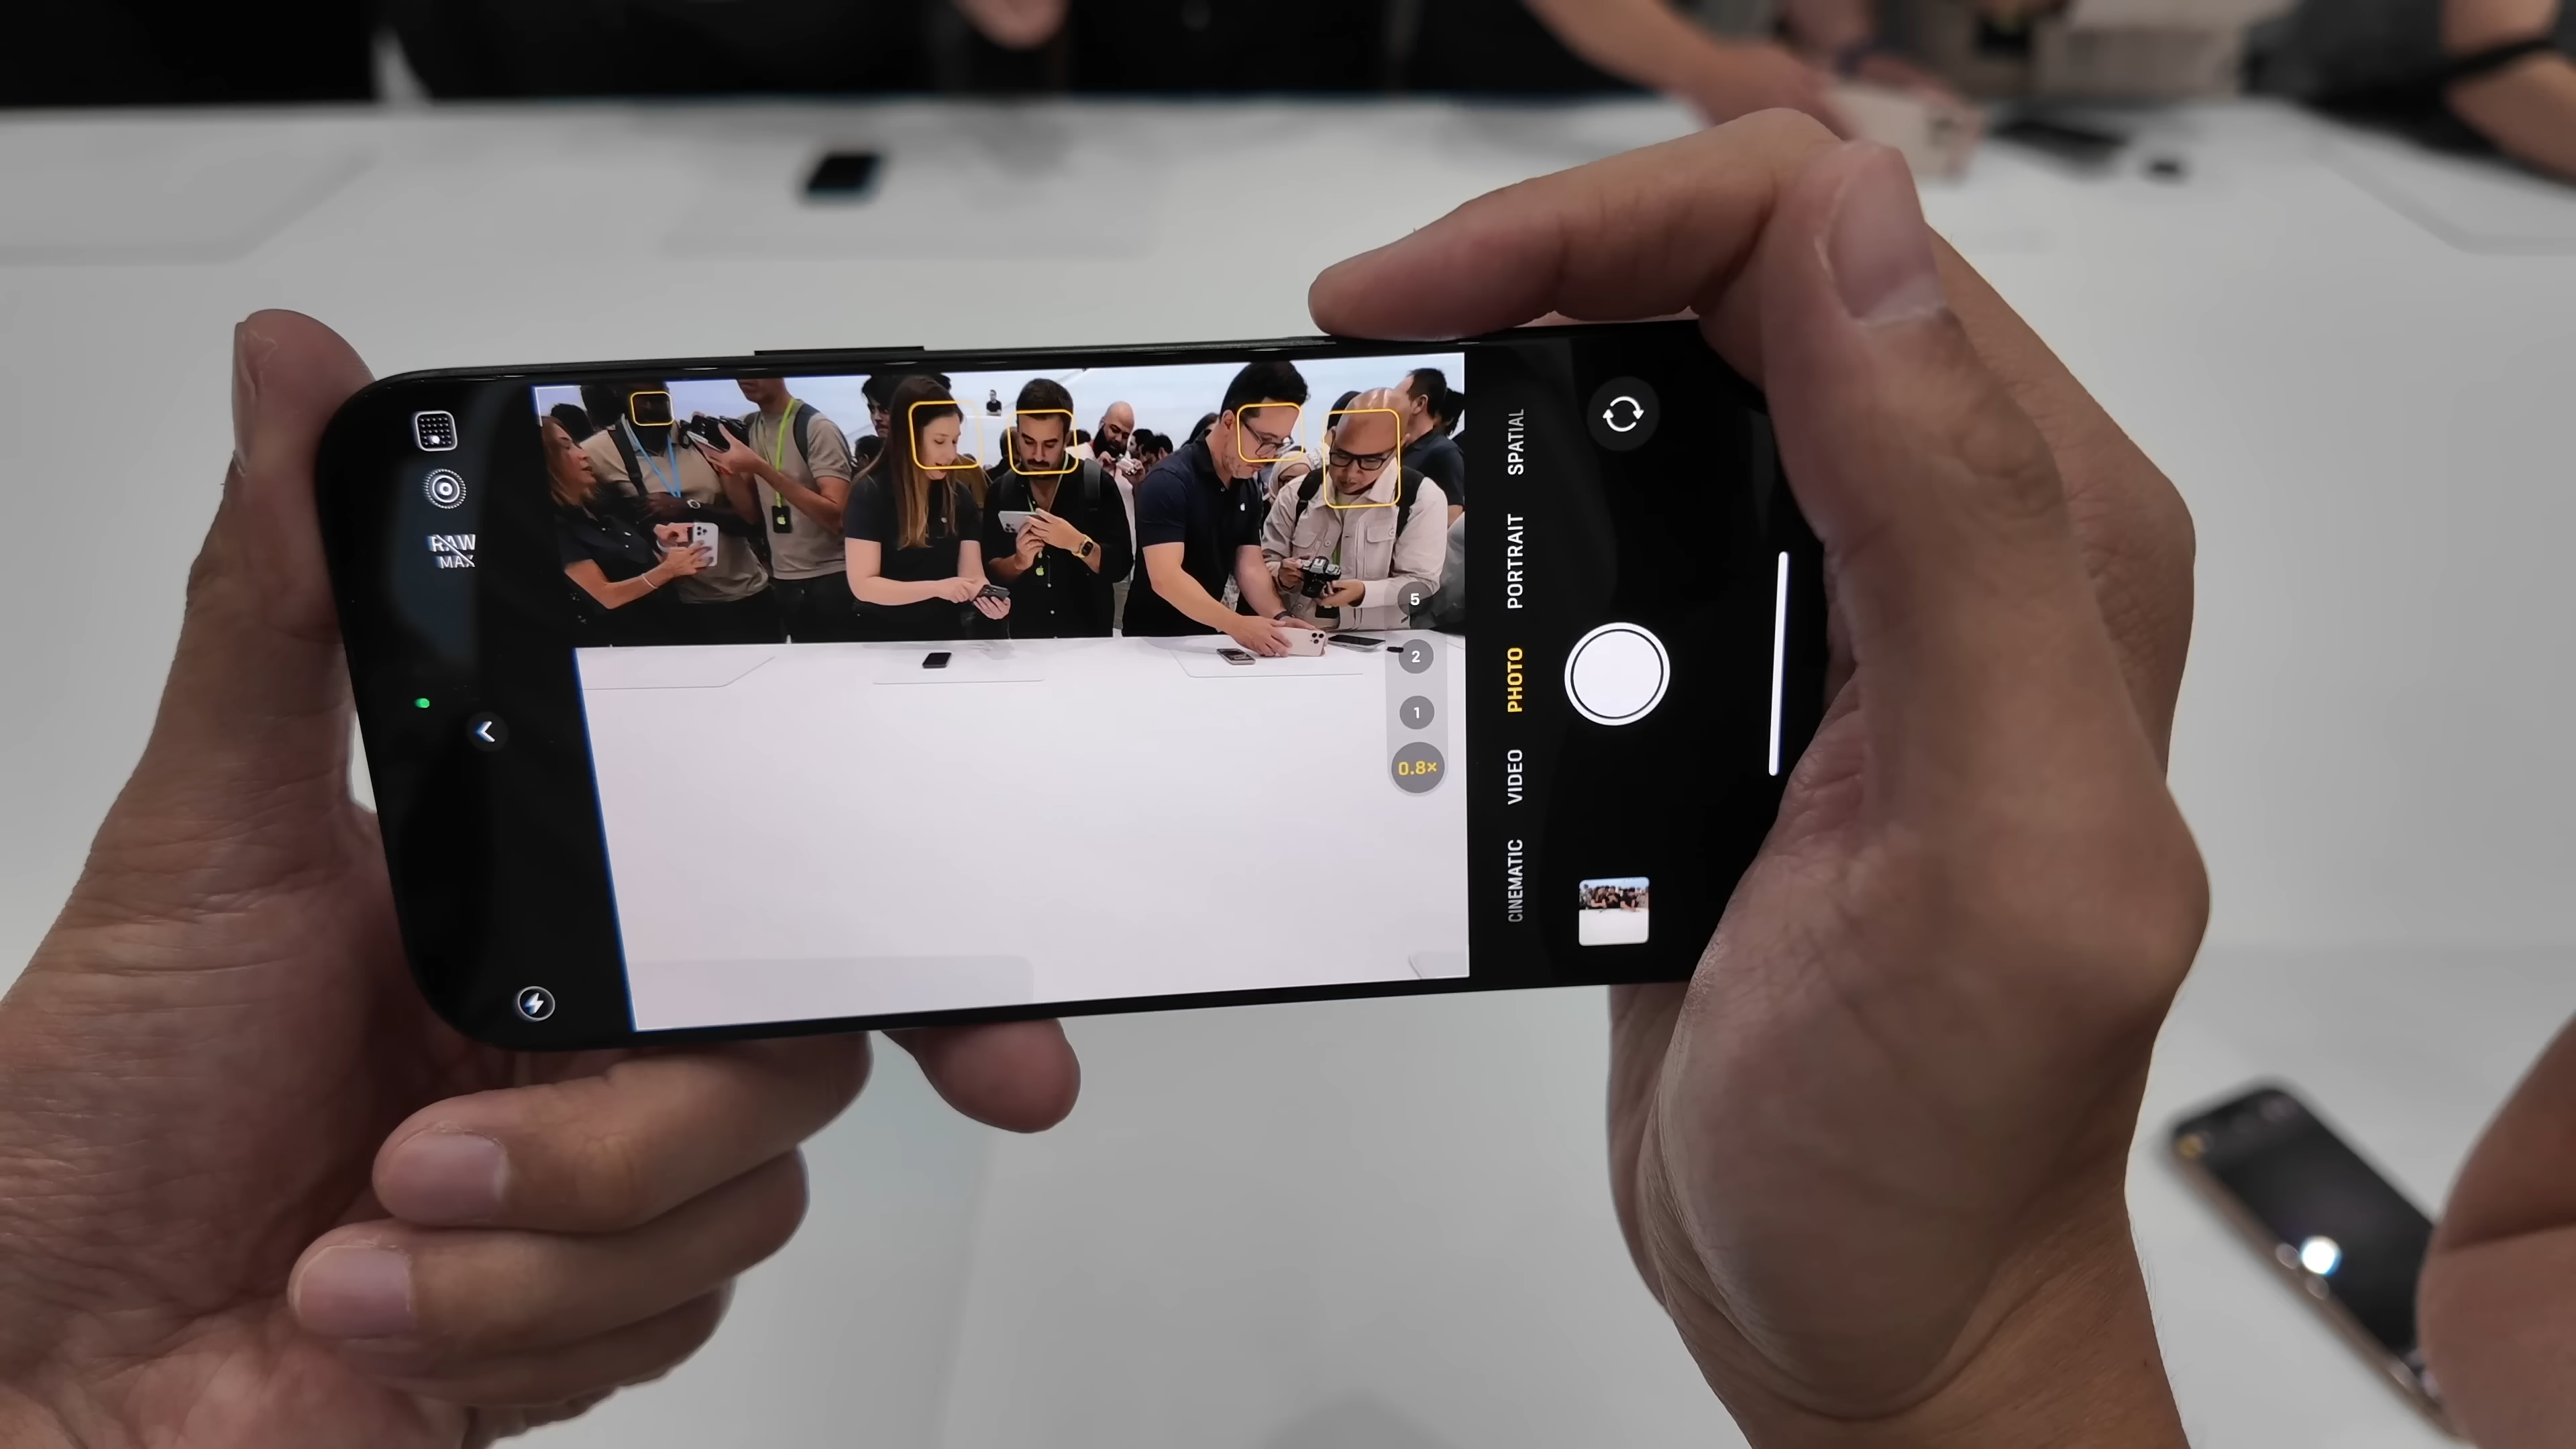 RAW
MAX
5
2
1
0.8×
SPATIAL
PORTRAIT
PHOTO
VIDEO
CINEMATIC